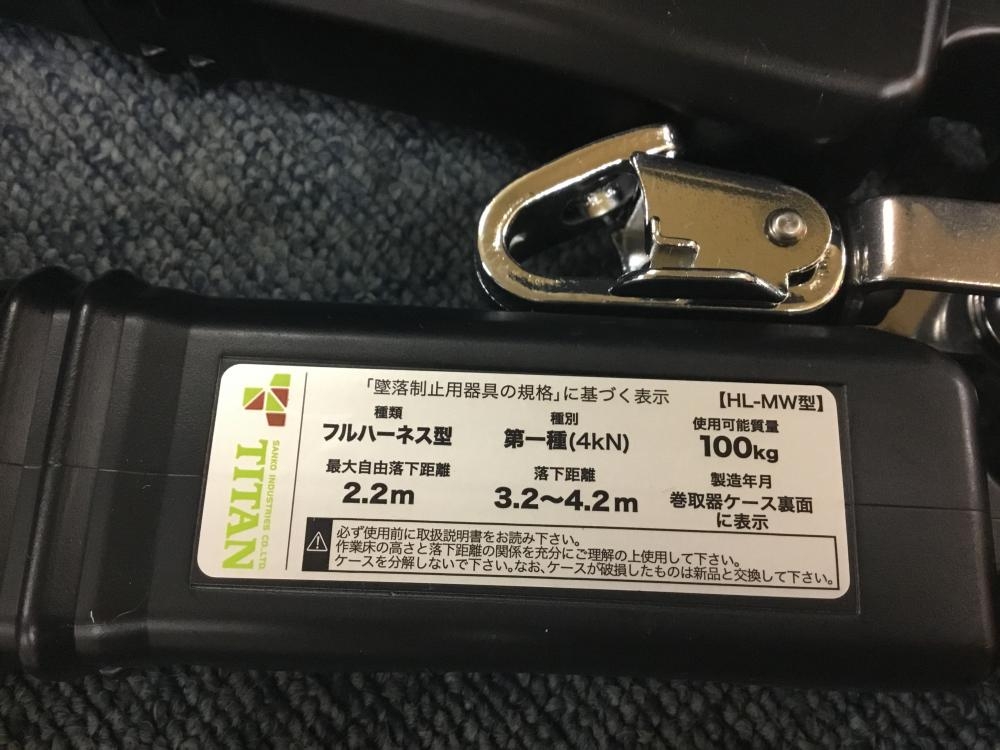 「墜落制止用器具の規格」に基づく表示 【HL-MW型】
種類
フルハーネス型
種別
第一種(4kN)
使用可能質量
100kg
最大自由落下距離
2.2m
落下距離
3.2〜4.2m
製造年月
巻取器ケース裏面
に表示
必ず使用前に取扱説明書をお読み下さい。
作業床の高さと落下距離の関係を充分にご理解の上使用して下さい。
ケースを分解しないで下さい。なお、ケースが破損したものは新品と交換して下さい。
SANKO INDUSTRIES CO.,LTD.
TITAN